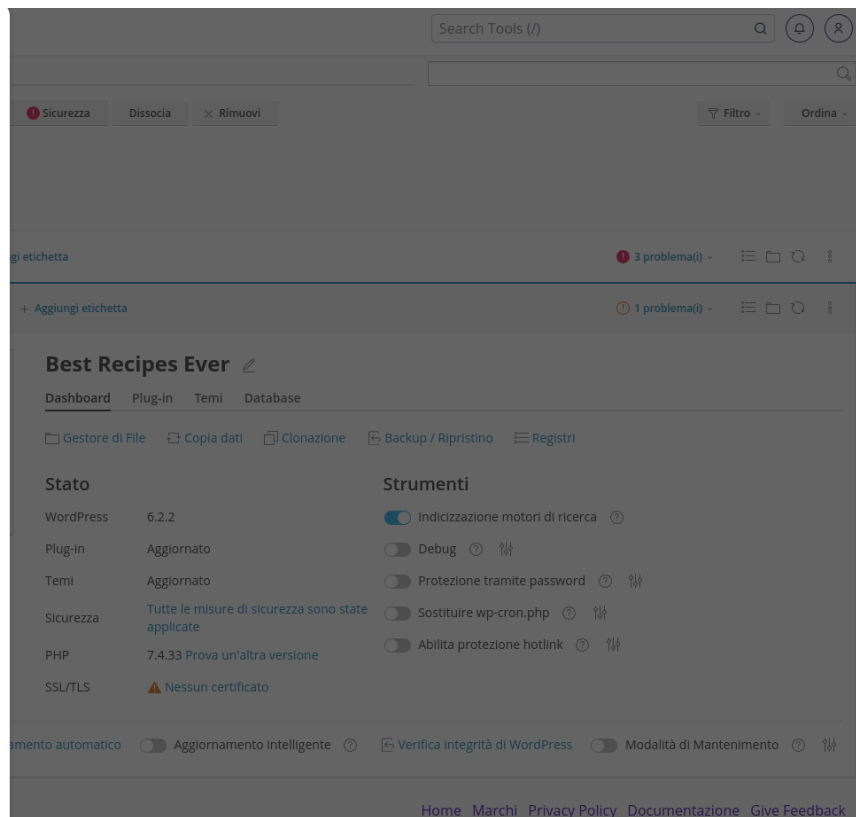 Search Tools (/)
Sicurezza Dissocia Rimuovi Filtro Ordina
gi etichetta 3 problema(i)
+ Aggiungi etichetta 1 problema(i)
Best Recipes Ever
Dashboard Plug-in Temi Database
Gestore di File Copia dati Clonazione Backup / Ripristino Registri
Stato Strumenti
WordPress 6.2.2 Indicizzazione motori di ricerca
Plug-in Aggiornato Debug
Temi Aggiornato Protezione tramite password
Sicurezza Tutte le misure di sicurezza sono state
applicate
Sostituire wp-cron.php
Abilita protezione hotlink
PHP 7.4.33 Prova un'altra versione
SSL/TLS Nessun certificato
amento automatico Aggiornamento intelligente Verifica integrità di WordPress Modalità di Mantenimento
Home Marchi Privacy Policy Documentazione Give Feedback